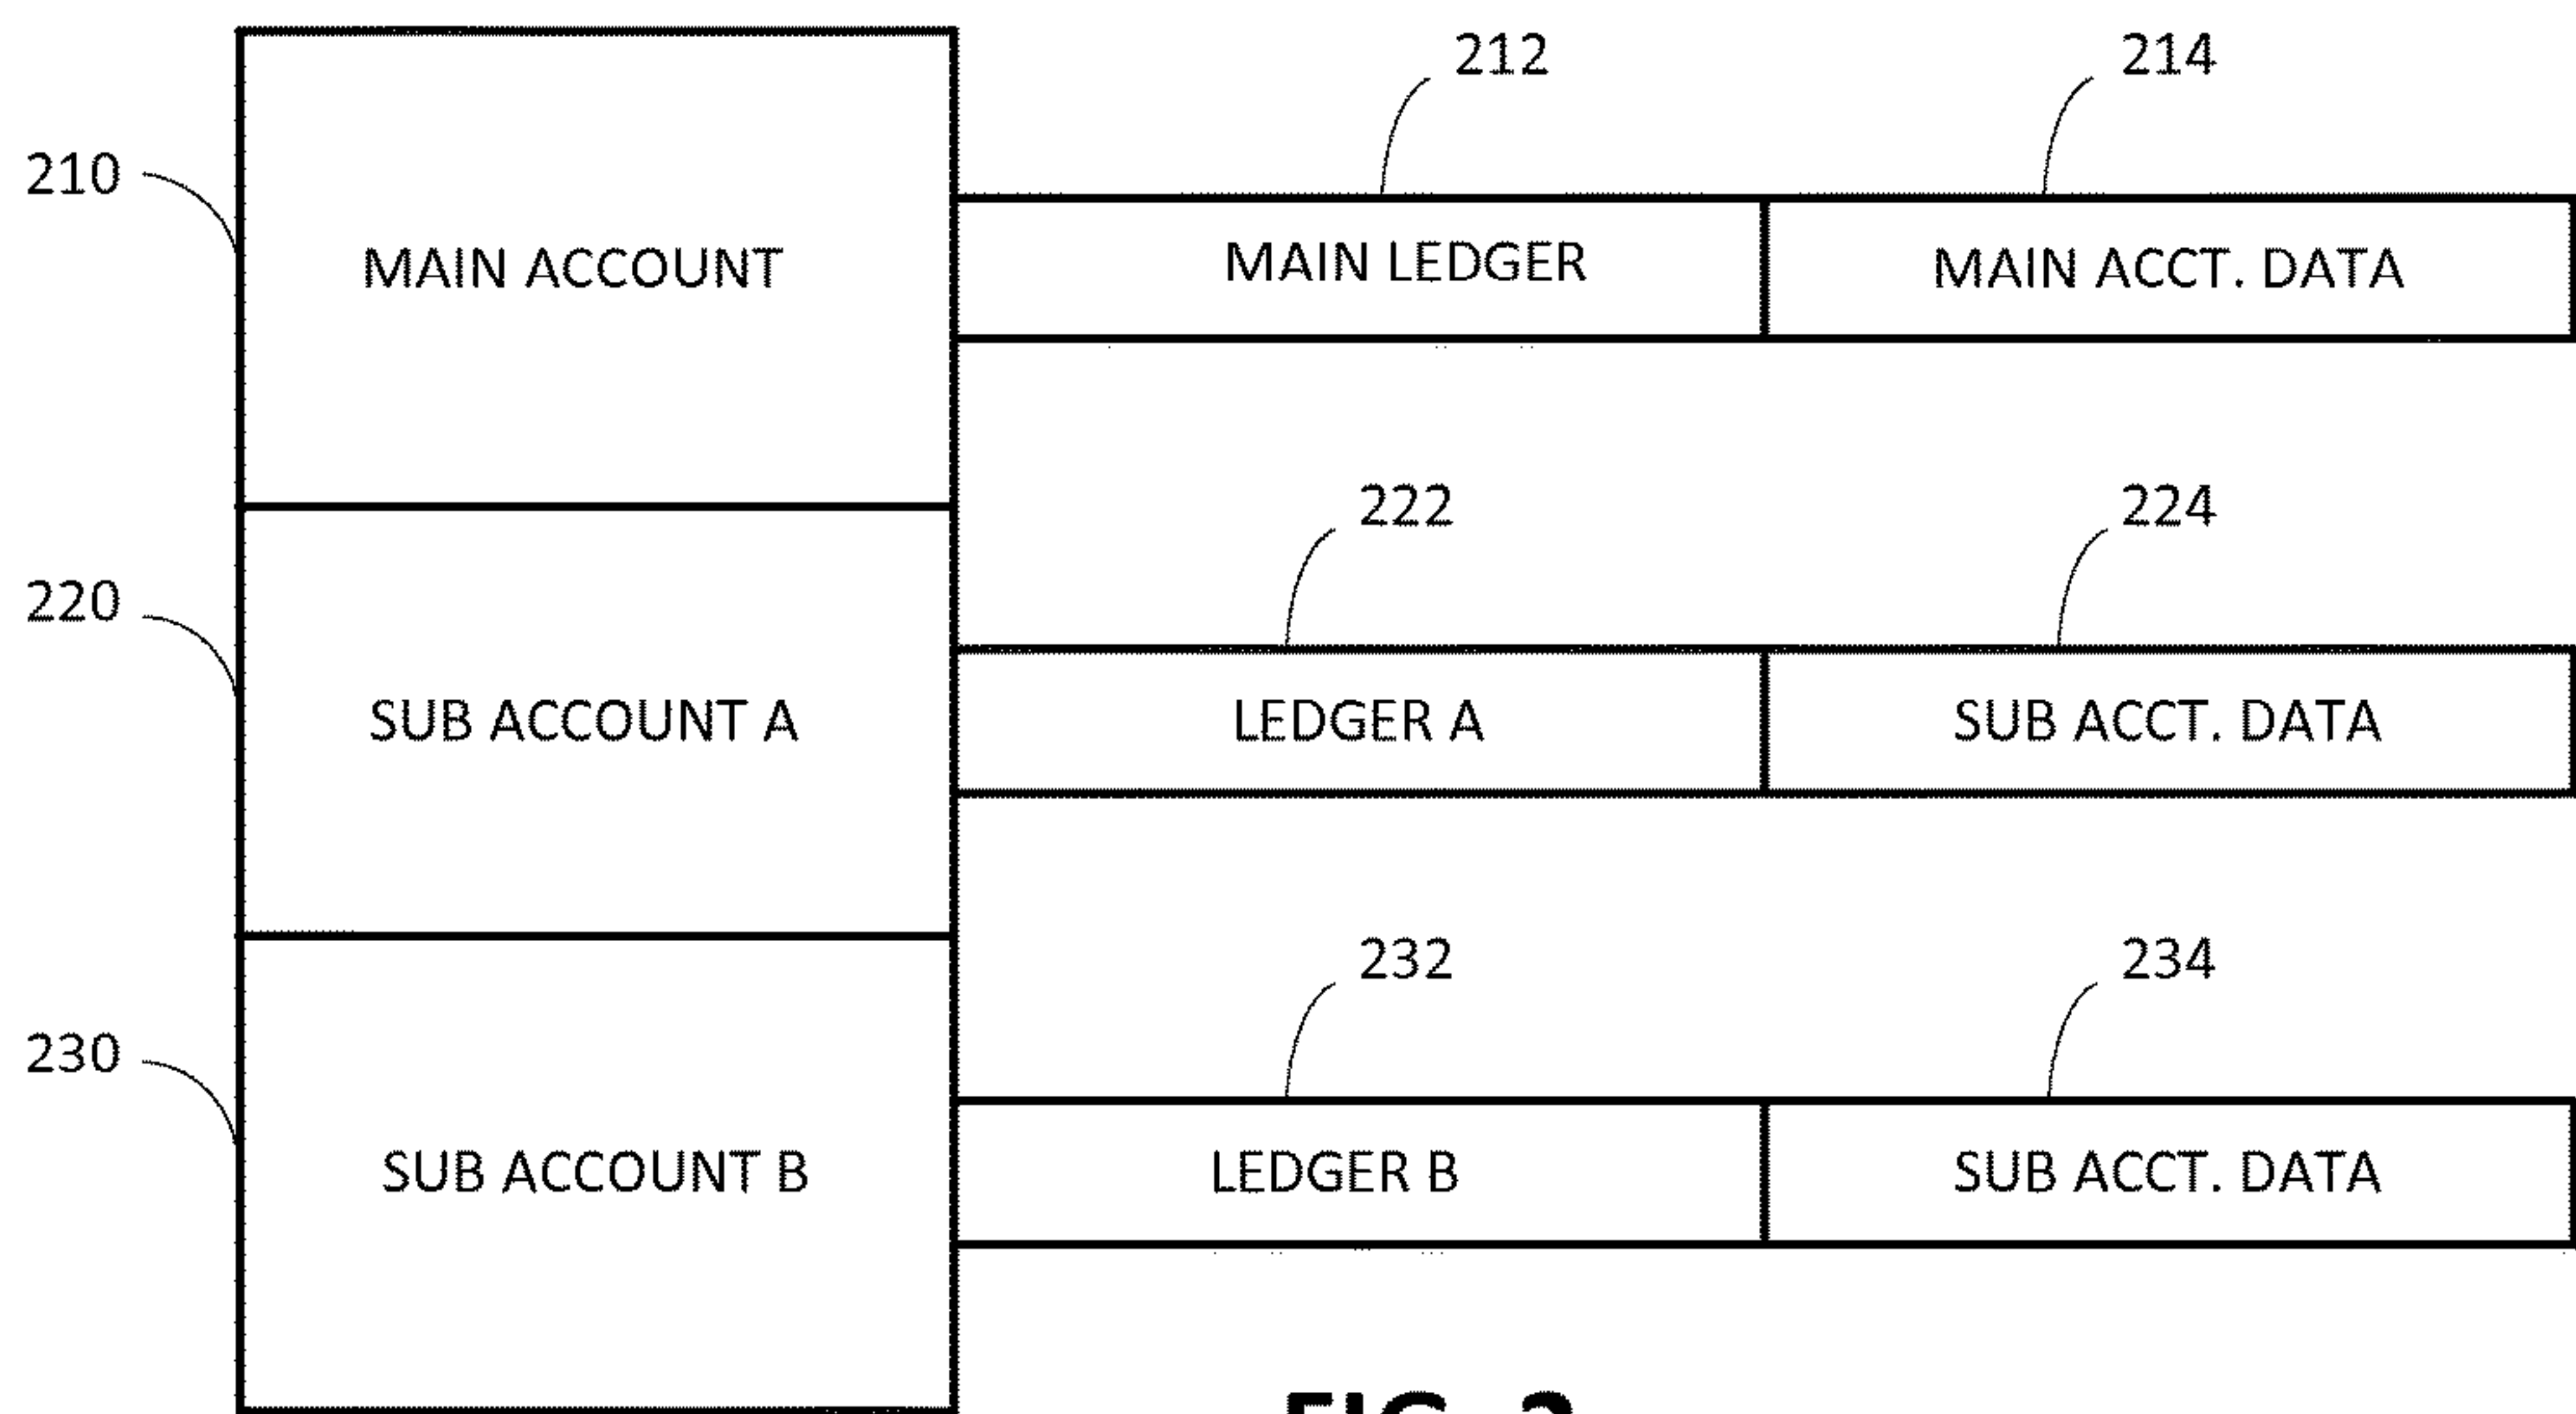 212 214
210
MAIN ACCOUNT MAIN LEDGER MAIN ACCT. DATA
222 224
220
SUB ACCOUNT A LEDGER A SUB ACCT. DATA
232 234
230
SUB ACCOUNT B LEDGER B SUB ACCT. DATA
FIG.